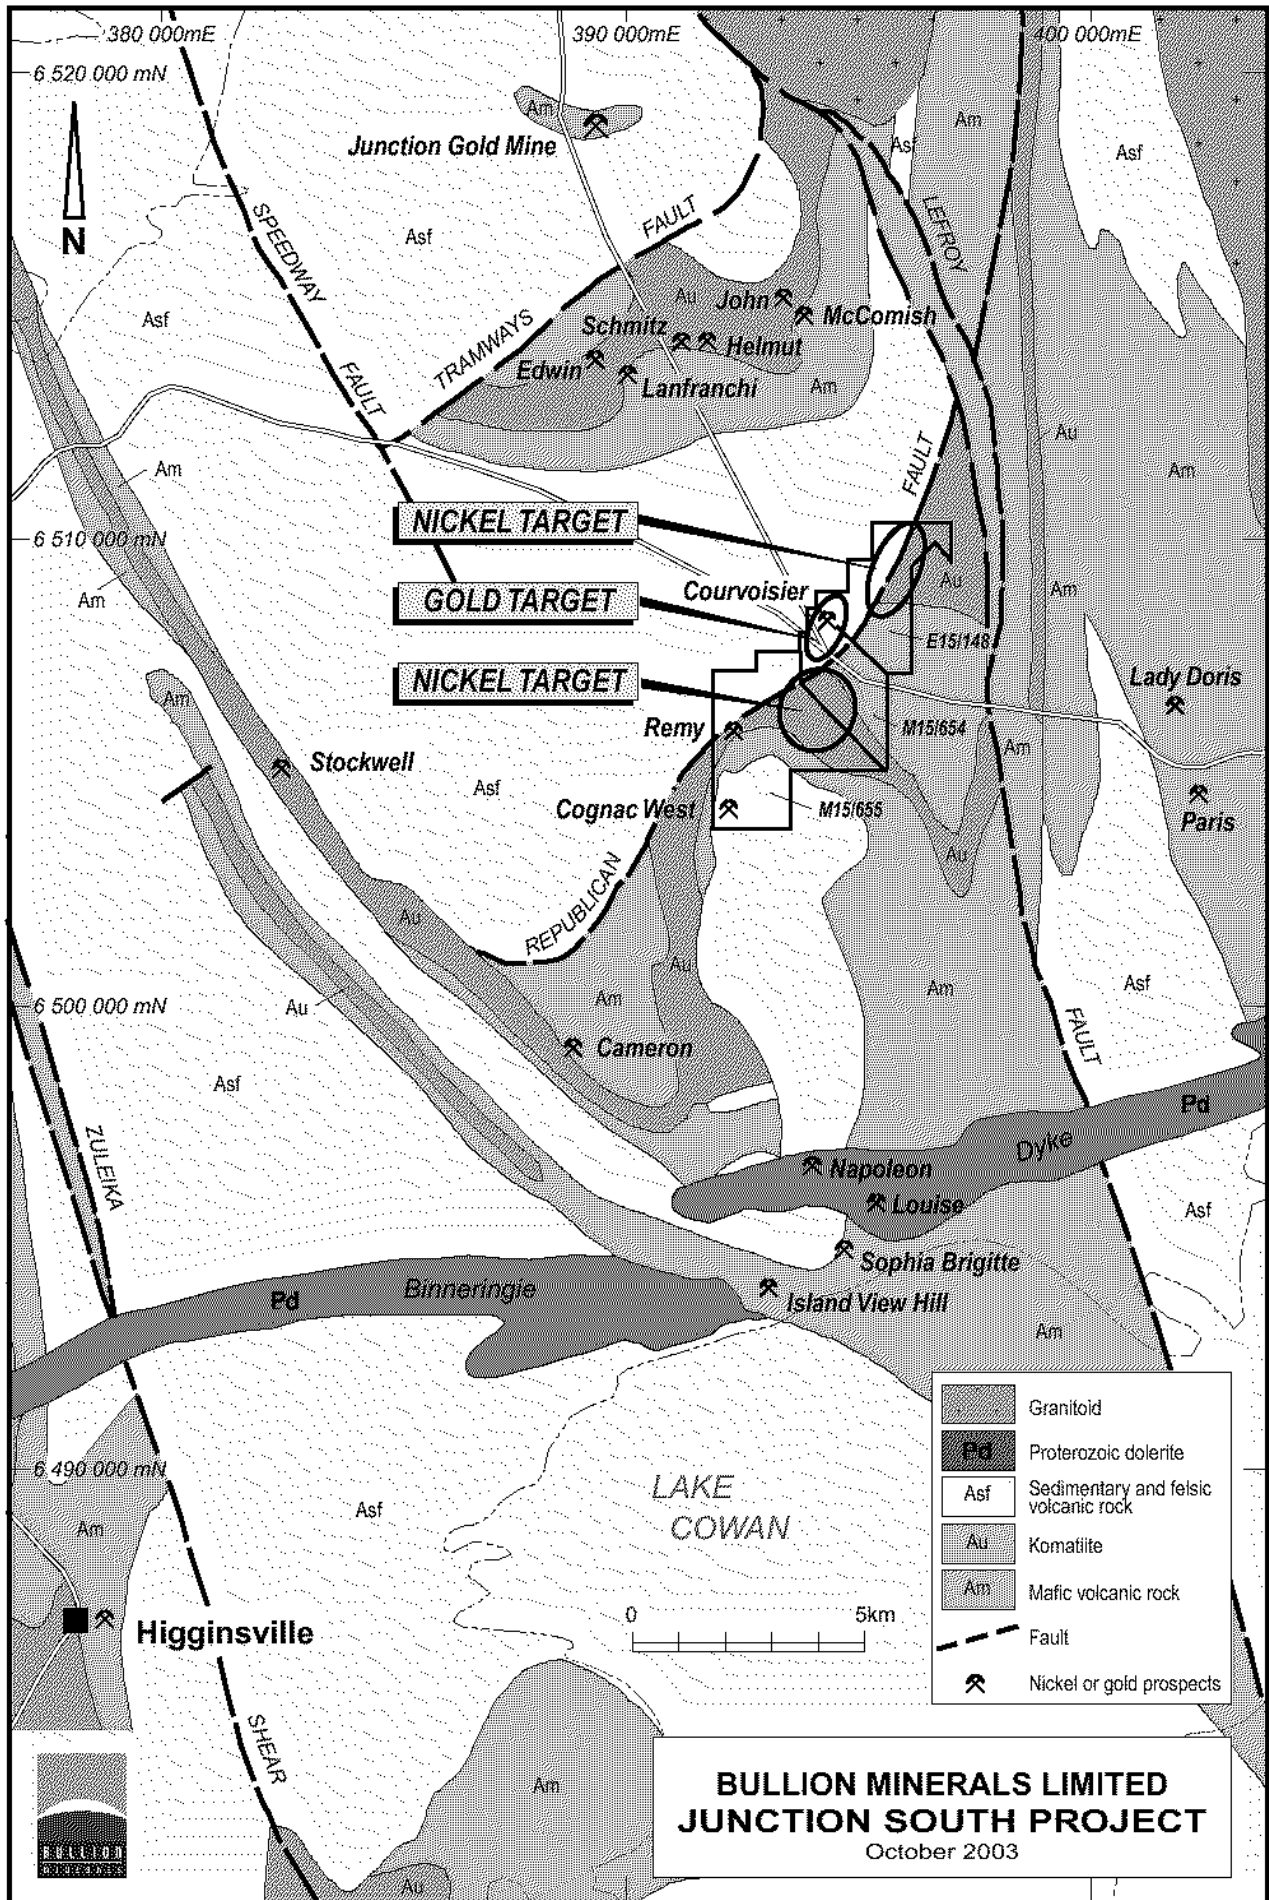 380 000mE
390 000mE
400 000mE
6 520 000 mN
Am
Am
Asf
Asf
Junction Gold Mine
N
SPEEDWAY
FAULT
LEFROY
Asf
Asf
Au
John
McComish
Schmitz
Helmut
TRAMWAYS
Edwin
Lanfranchi
Am
FAULT
Au
Am
Am
FAULT
NICKEL TARGET
6 510 000 mN
Courvoisier
Au
Am
Am
GOLD TARGET
E15/148
NICKEL TARGET
Lady Doris
Am
Remy
M15/654
Am
Stockwell
Asf
Cognac West
M15/655
Paris
Au
REPUBLICAN
Au
Au
Am
Am
Asf
6 500 000 mN
Au
FAULT
Cameron
Asf
Pd
ZULEIKA
Dyke
Napoleon
Louise
Asf
Sophia Brigitte
Binneringie
Pd
Island View Hill
Am
Granitoid
Pd
Proterozoic dolerite
6 490 000 mN
Asf
Sedimentary and felsic
volcanic rock
LAKE
COWAN
Asf
Am
Au
Komatiite
Am
Mafic volcanic rock
0
5km
Higginsville
Fault
Nickel or gold prospects
SHEAR
BULLION MINERALS LIMITED
JUNCTION SOUTH PROJECT
October 2003
Am
BULLION
MINERALS
Au